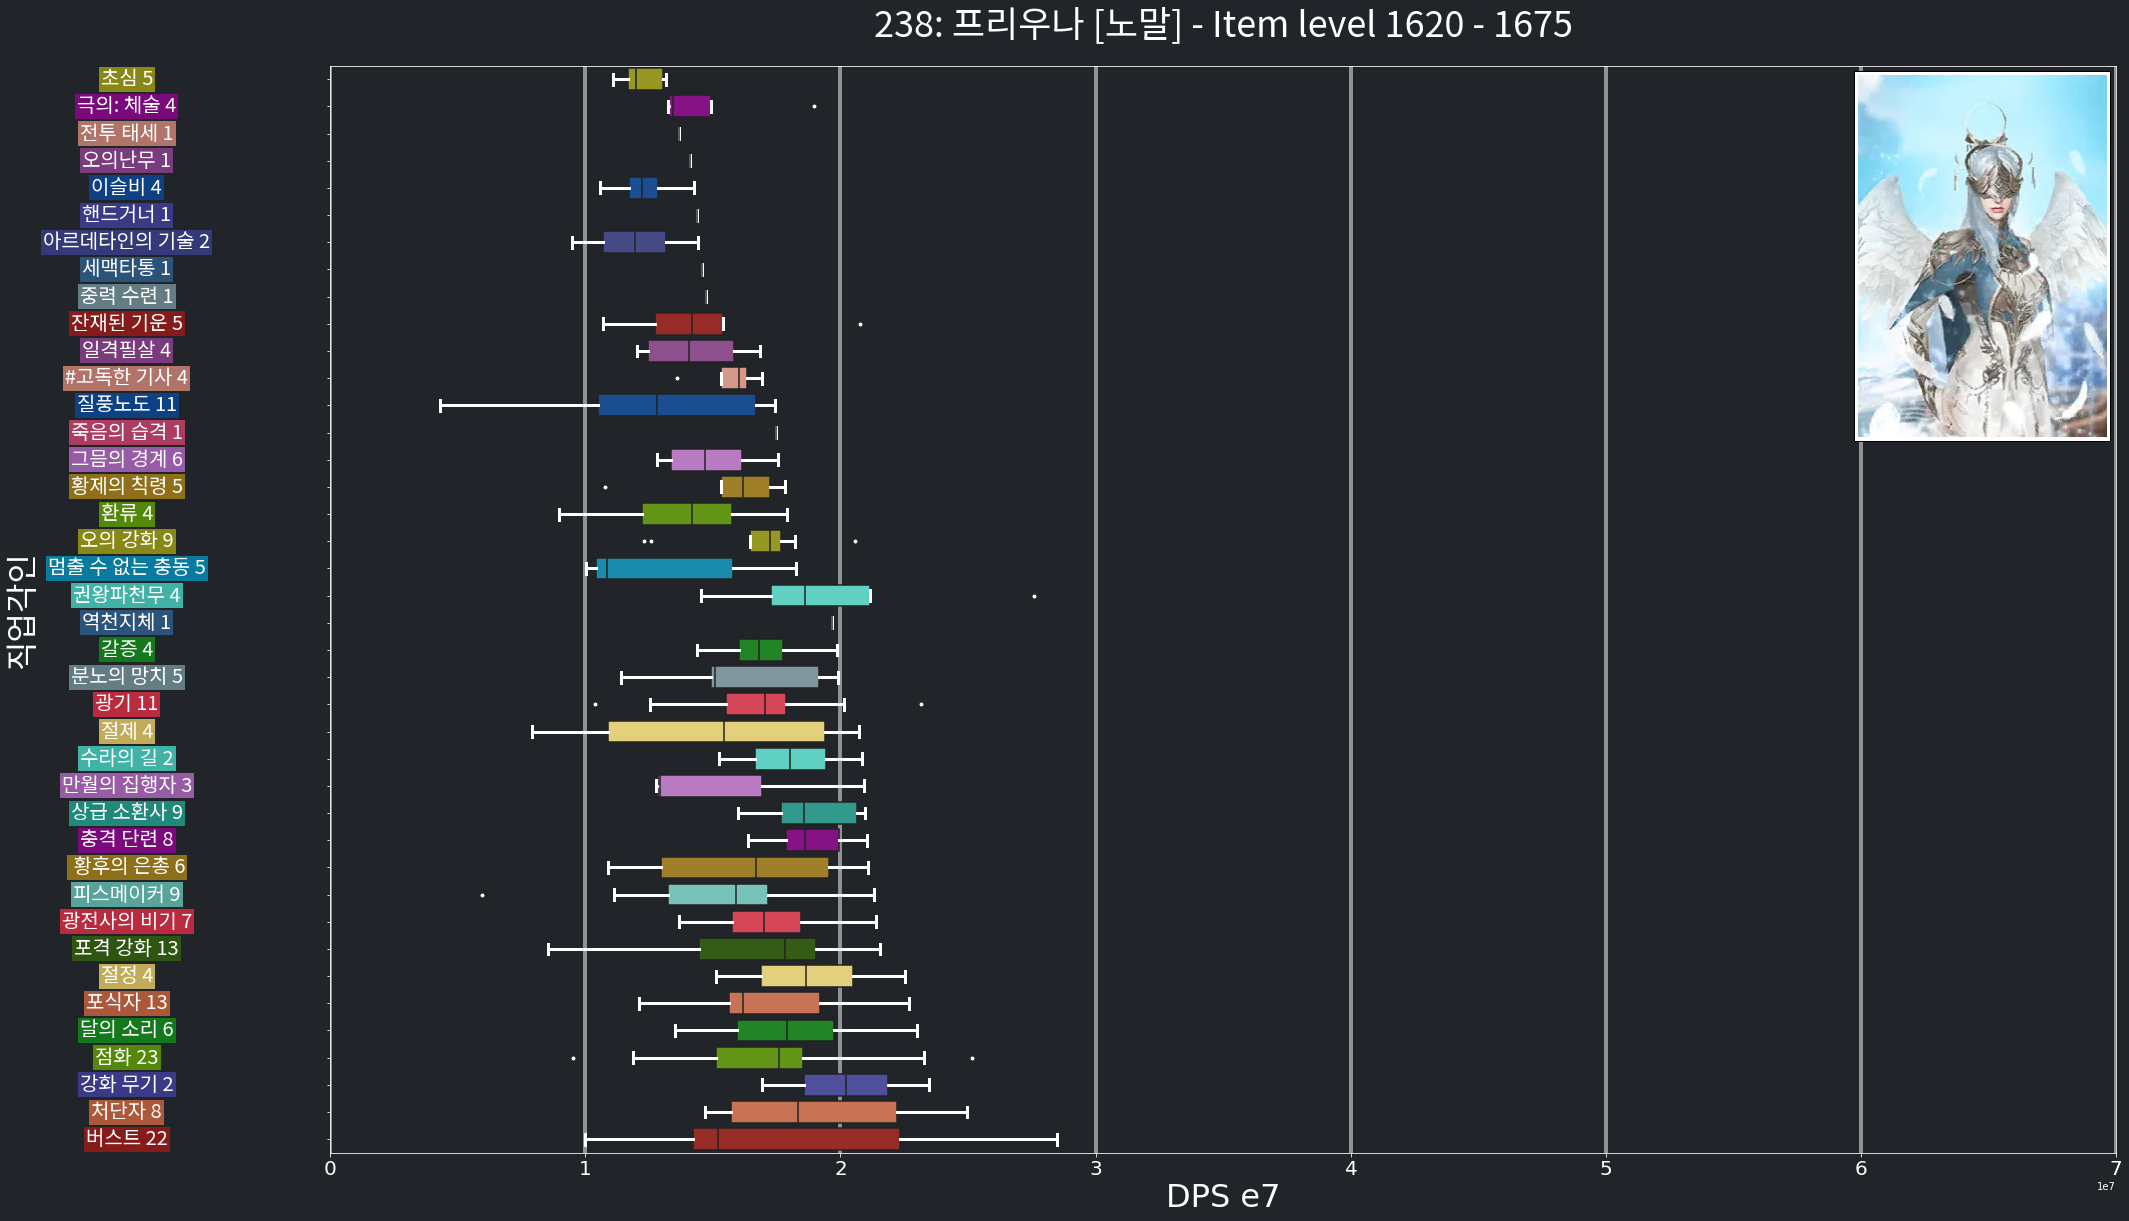 238: 프리우나 [노말] - Item level 1620 - 1675
초심 5
극의: 체술 4
전투 태세 1
오의난무 1
이슬비 4
핸드거너 1
아르데타인의 기술 2
세맥타통 1
중력 수련 1
잔재된 기운 5
일격필살 4
#고독한 기사 4
질풍노도 11
죽음의 습격 1
그믐의 경계 6
황제의 칙령 5
환류 4
오의 강화 9
멈출 수 없는 충동 5
권왕파천무 4
역천지체 1
갈증 4
분노의 망치 5
광기 11
절제 4
수라의 길 2
만월의 집행자 3
상급 소환사 9
충격 단련 8
황후의 은총 6
피스메이커 9
광전사의 비기 7
포격 강화 13
절정 4
포식자 13
달의 소리 6
점화 23
강화 무기 2
처단자 8
버스트 22
직업각인
0 1 2 3 4 5 6 7
1e7
DPS e7